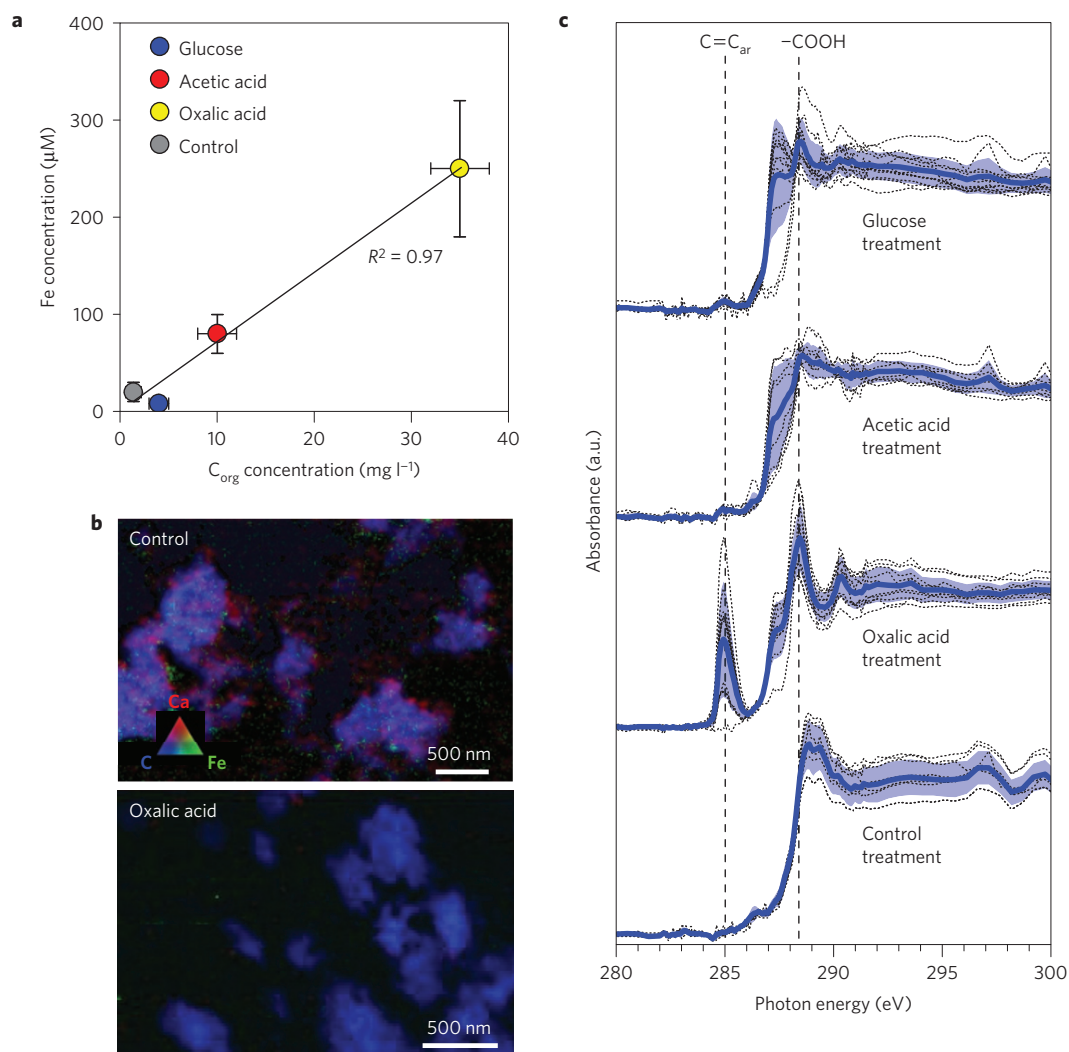 a
400
300
200
100
0
0
10
20
30
40
Fe concentration (µM)
C_org concentration (mg l⁻¹)
Glucose
Acetic acid
Oxalic acid
Control
R² = 0.97
b
Control
Ca
C
Fe
500 nm
Oxalic acid
500 nm
c
C=C_ar
−COOH
Glucose
treatment
Acetic acid
treatment
Oxalic acid
treatment
Control
treatment
Absorbance (a.u.)
280
285
290
295
300
Photon energy (eV)